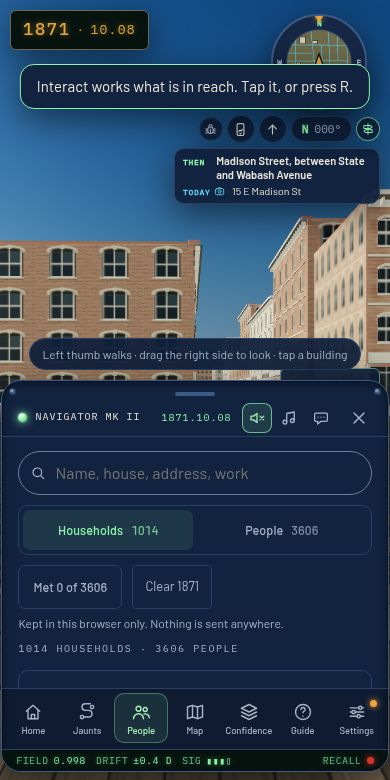 1871 · 10.08
N
W
E
Interact works what is in reach. Tap it, or press R.
N 000°
THEN Madison Street, between State
and Wabash Avenue
TODAY 15 E Madison St
Left thumb walks · drag the right side to look · tap a building
NAVIGATOR MK II 1871.10.08
Name, house, address, work
Households 1014 People 3606
Met 0 of 3606 Clear 1871
Kept in this browser only. Nothing is sent anywhere.
1014 HOUSEHOLDS · 3606 PEOPLE
Home Jaunts People Map Confidence Guide Settings
FIELD 0.998 DRIFT ±0.4 D SIG RECALL